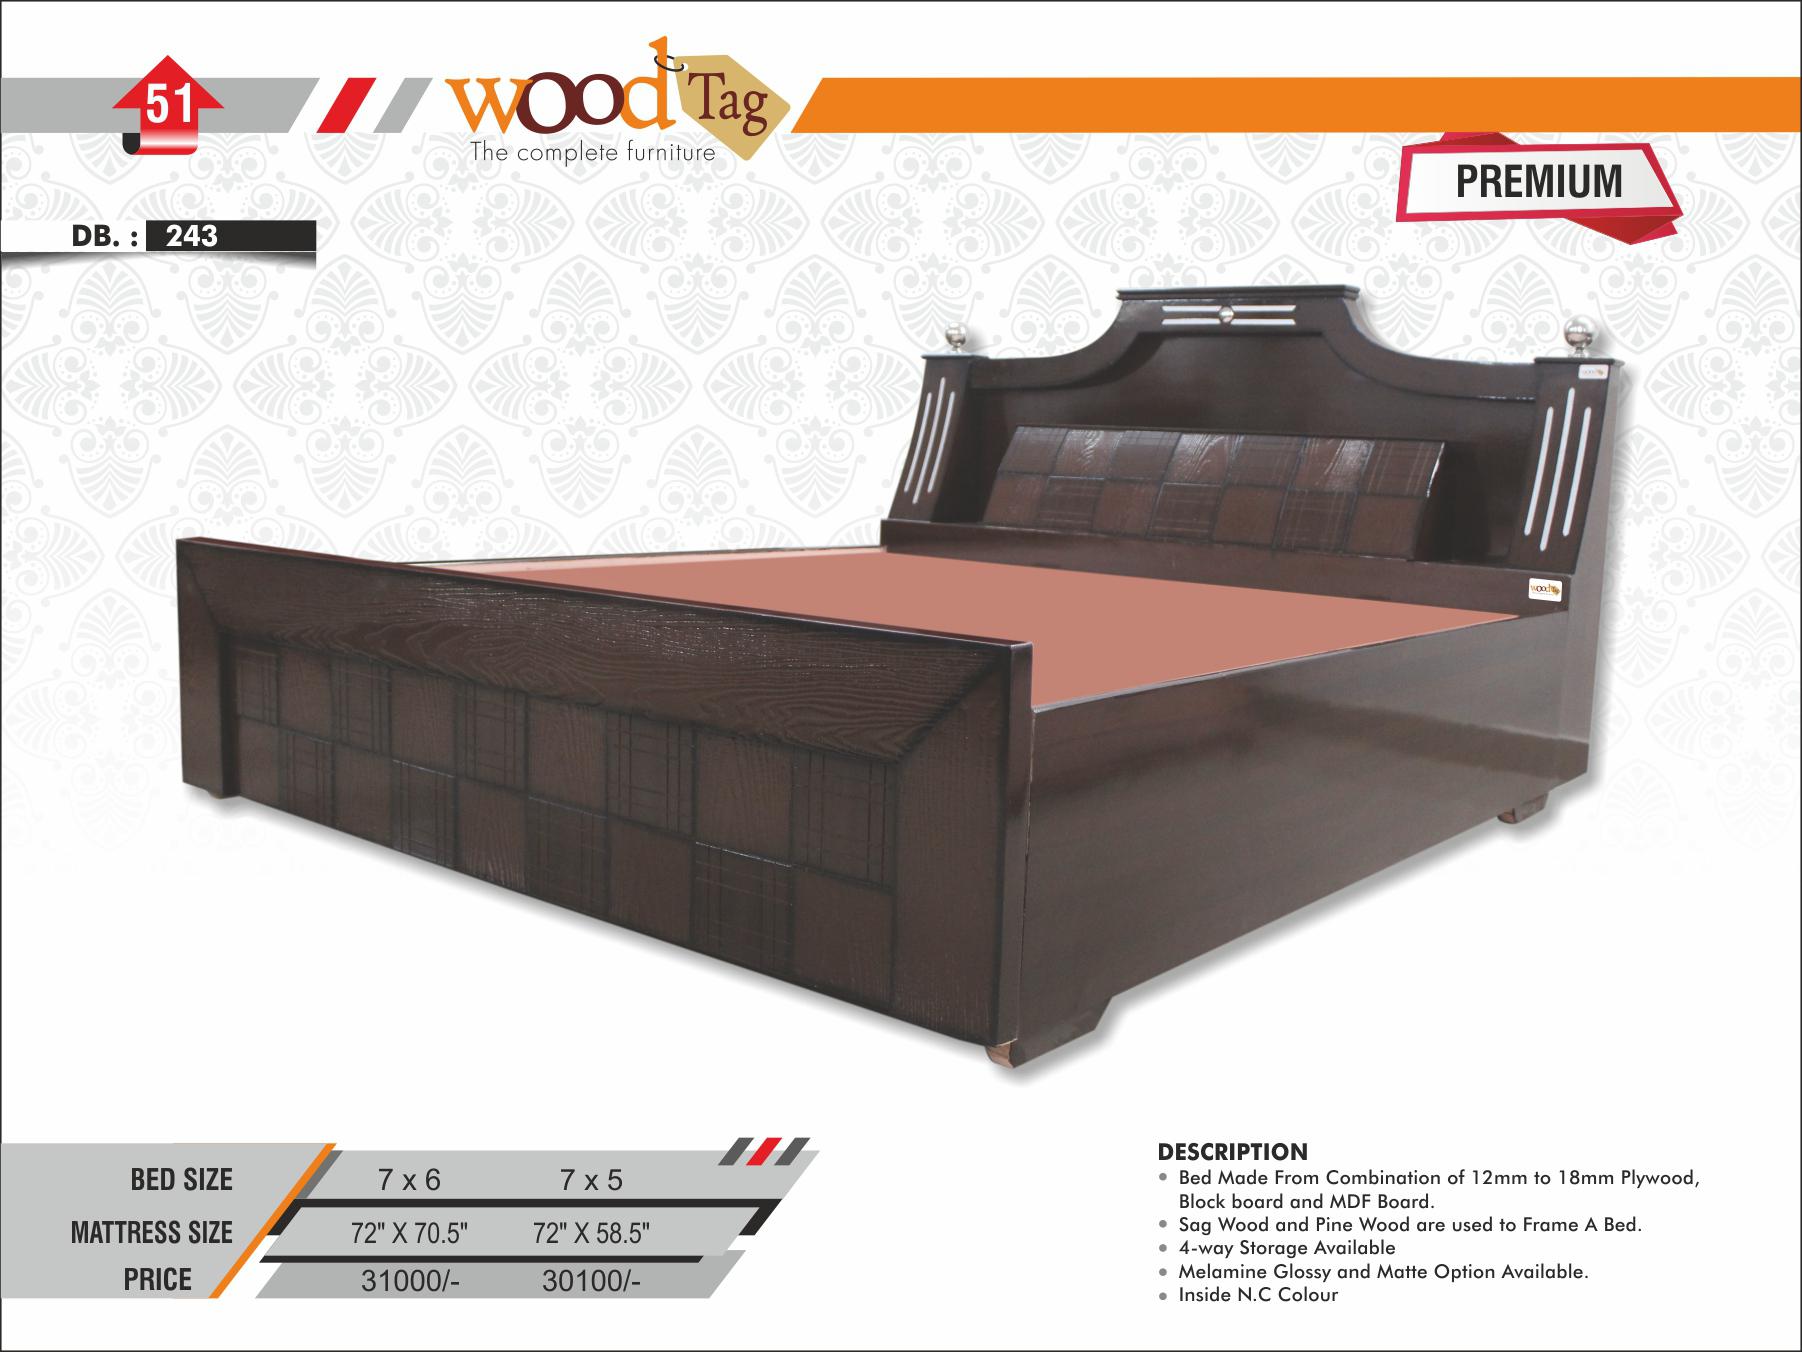 51
wood Tag
The complete furniture
PREMIUM
DB. : 243
wood
BED SIZE 7 x 6 7 x 5
MATTRESS SIZE 72" X 70.5" 72" X 58.5"
PRICE 31000/- 30100/-
DESCRIPTION
• Bed Made From Combination of 12mm to 18mm Plywood,
Block board and MDF Board.
• Sag Wood and Pine Wood are used to Frame A Bed.
• 4-way Storage Available
• Melamine Glossy and Matte Option Available.
• Inside N.C Colour